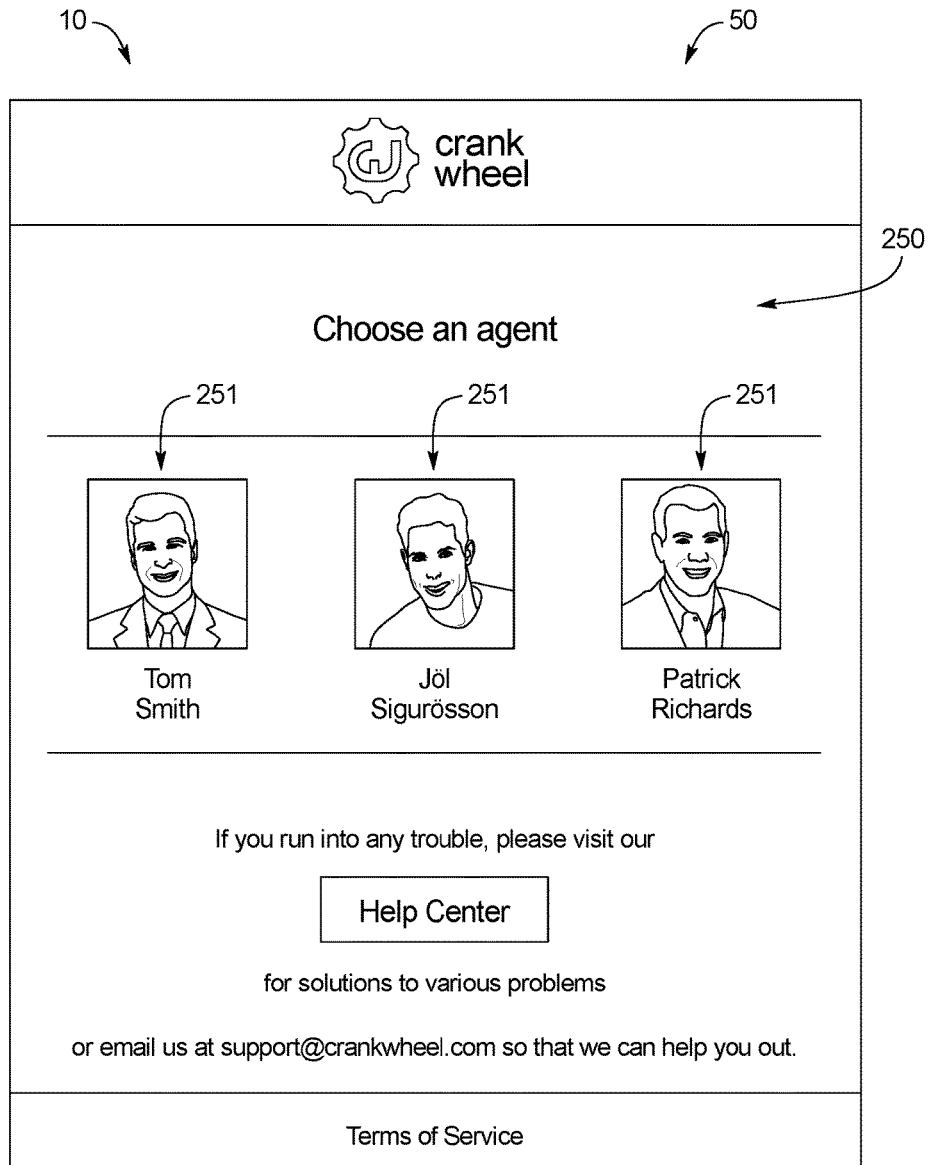 10
50
crank
wheel
250
Choose an agent
251
251
251
Tom
Smith
Jöl
Sigurösson
Patrick
Richards
If you run into any trouble, please visit our
Help Center
for solutions to various problems
or email us at support@crankwheel.com so that we can help you out.
Terms of Service